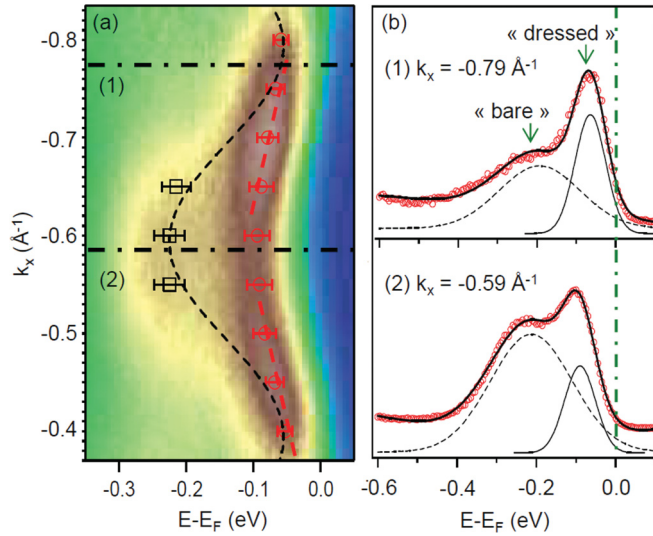 (a)
(1)
(2)
-0.8
-0.7
-0.6
-0.5
-0.4
kx (Å-1)
-0.3 -0.2 -0.1 0.0
E-EF (eV)
(b)
« dressed »
(1) kx = -0.79 Å-1
« bare »
(2) kx = -0.59 Å-1
-0.6 -0.4 -0.2 0.0
E-EF (eV)